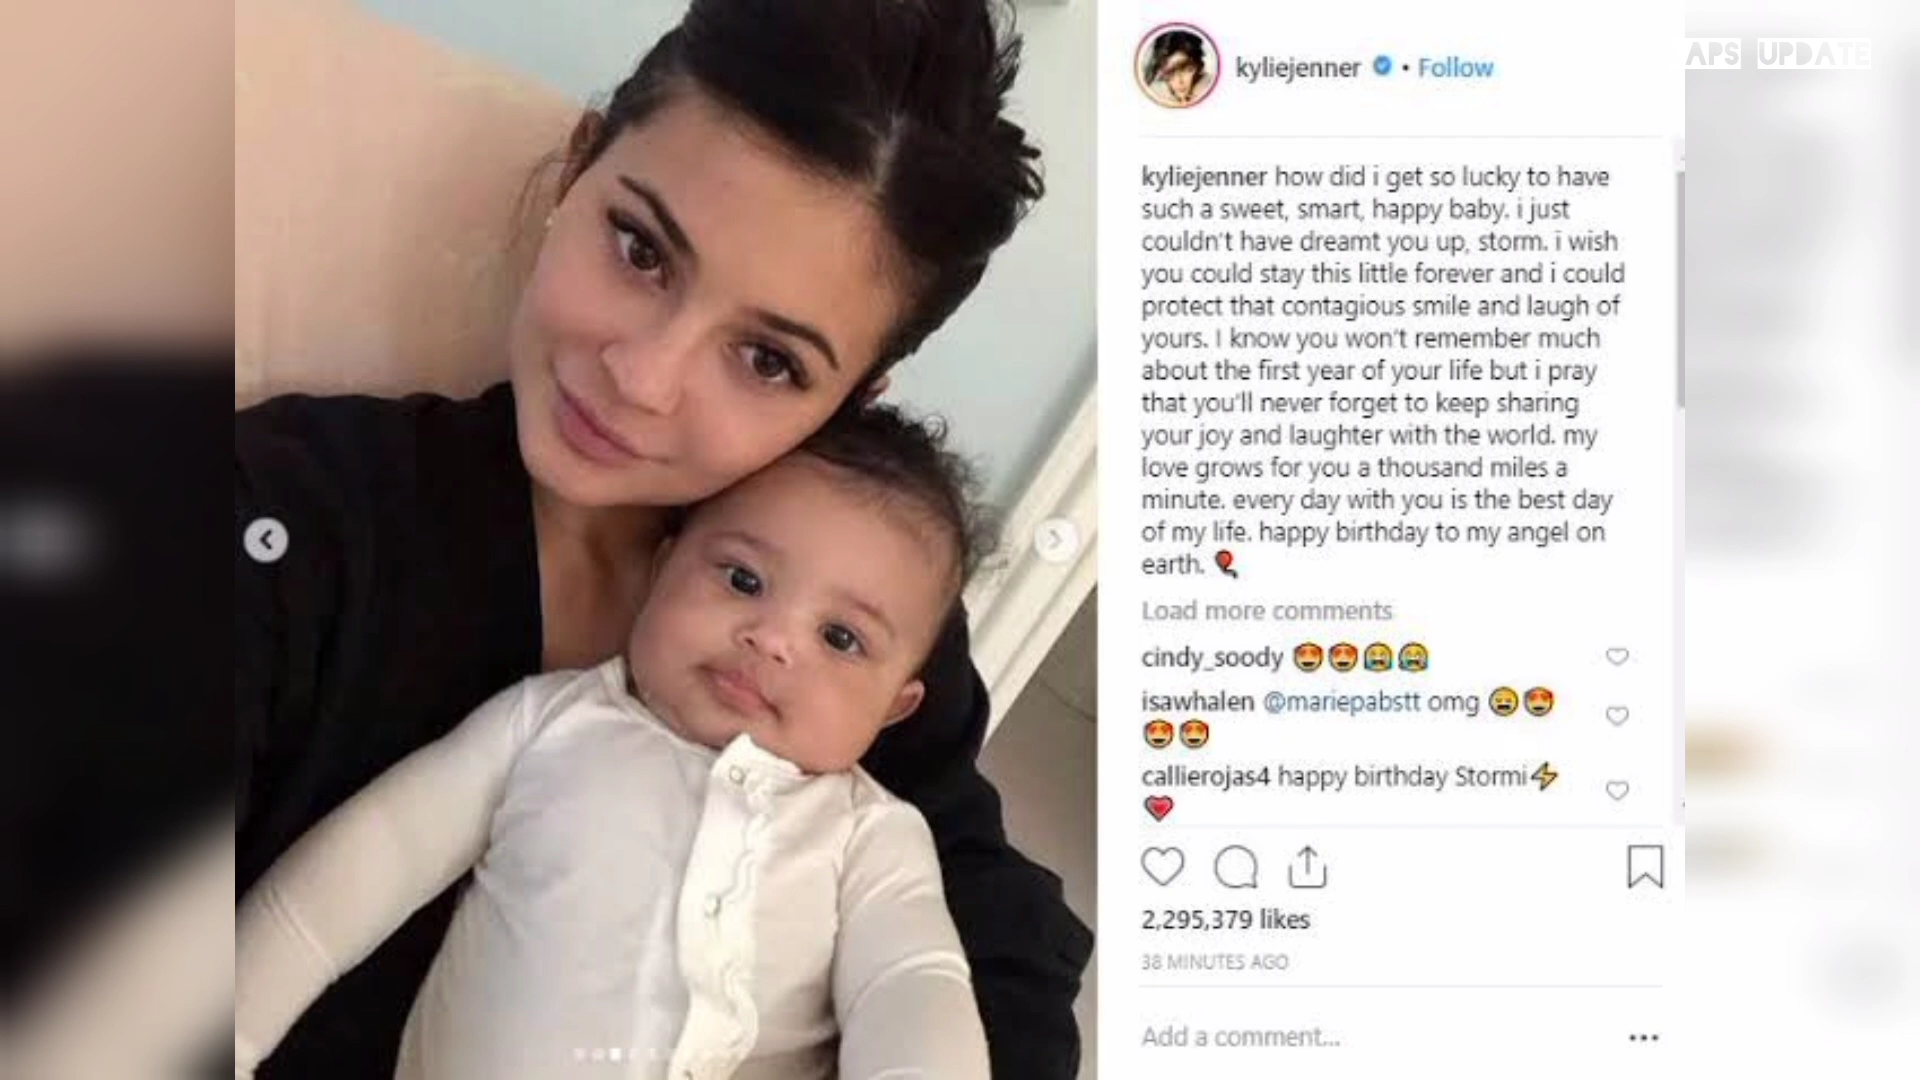 kyliejenner • Follow
APS UPDATE
kyliejenner how did i get so lucky to have
such a sweet, smart, happy baby. i just
couldn't have dreamt you up, storm. i wish
you could stay this little forever and i could
protect that contagious smile and laugh of
yours. I know you won't remember much
about the first year of your life but i pray
that you'll never forget to keep sharing
your joy and laughter with the world. my
love grows for you a thousand miles a
minute. every day with you is the best day
of my life. happy birthday to my angel on
earth. 🎈
Load more comments
cindy_soody 😍😍😭😭
isawhalen @mariepabstt omg 😩😍
😍😍
callierojas4 happy birthday Stormi⚡
💗
2,295,379 likes
38 MINUTES AGO
Add a comment...